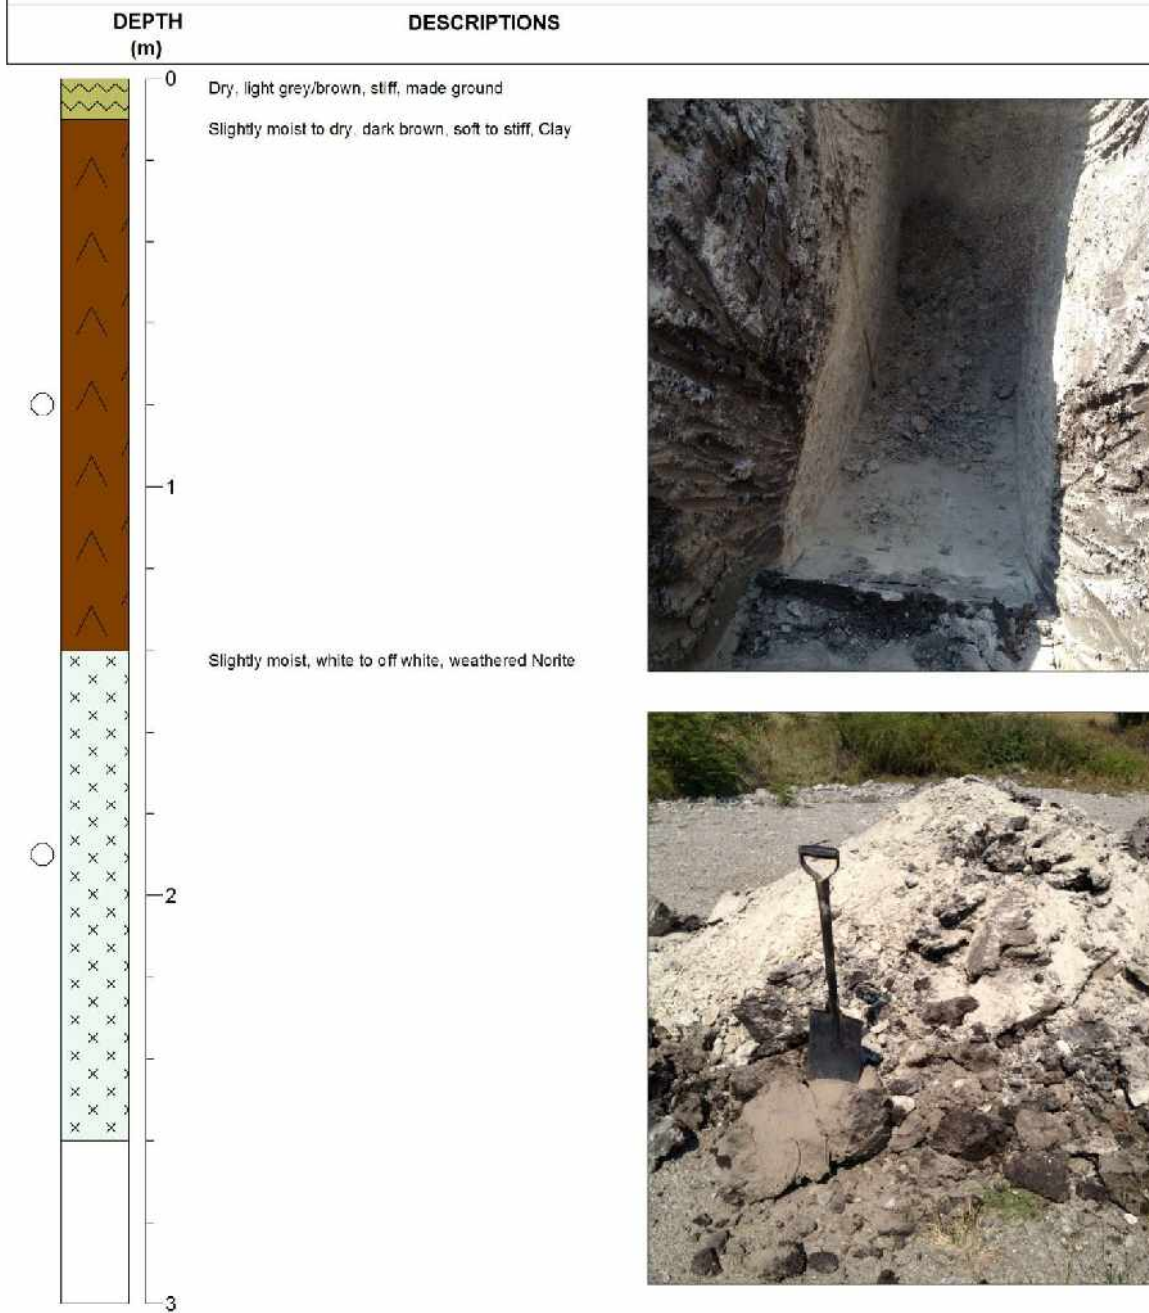 DEPTH
(m)
DESCRIPTIONS
0
Dry, light grey/brown, stiff, made ground
Slightly moist to dry, dark brown, soft to stiff, Clay
1
Slightly moist, white to off white, weathered Norite
2
3